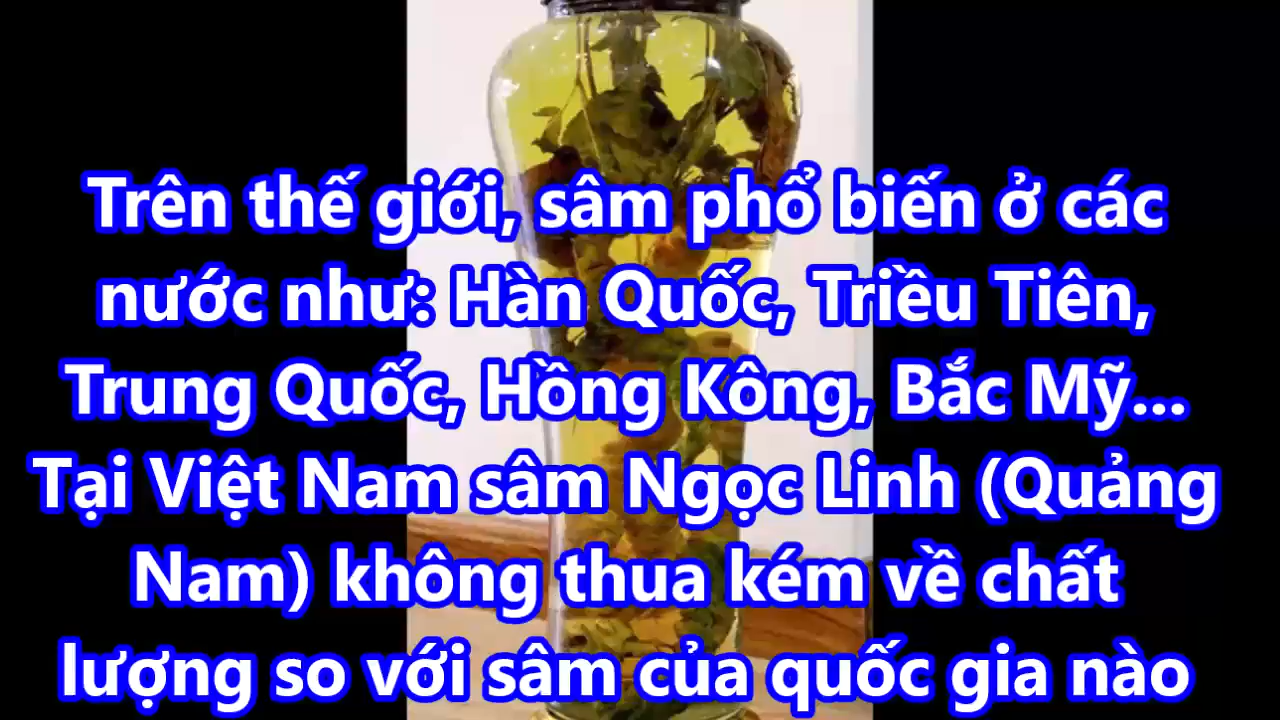 Trên thế giới, sâm phổ biến ở các
nước như: Hàn Quốc, Triều Tiên,
Trung Quốc, Hồng Kông, Bắc Mỹ...
Tại Việt Nam sâm Ngọc Linh (Quảng
Nam) không thua kém về chất
lượng so với sâm của quốc gia nào